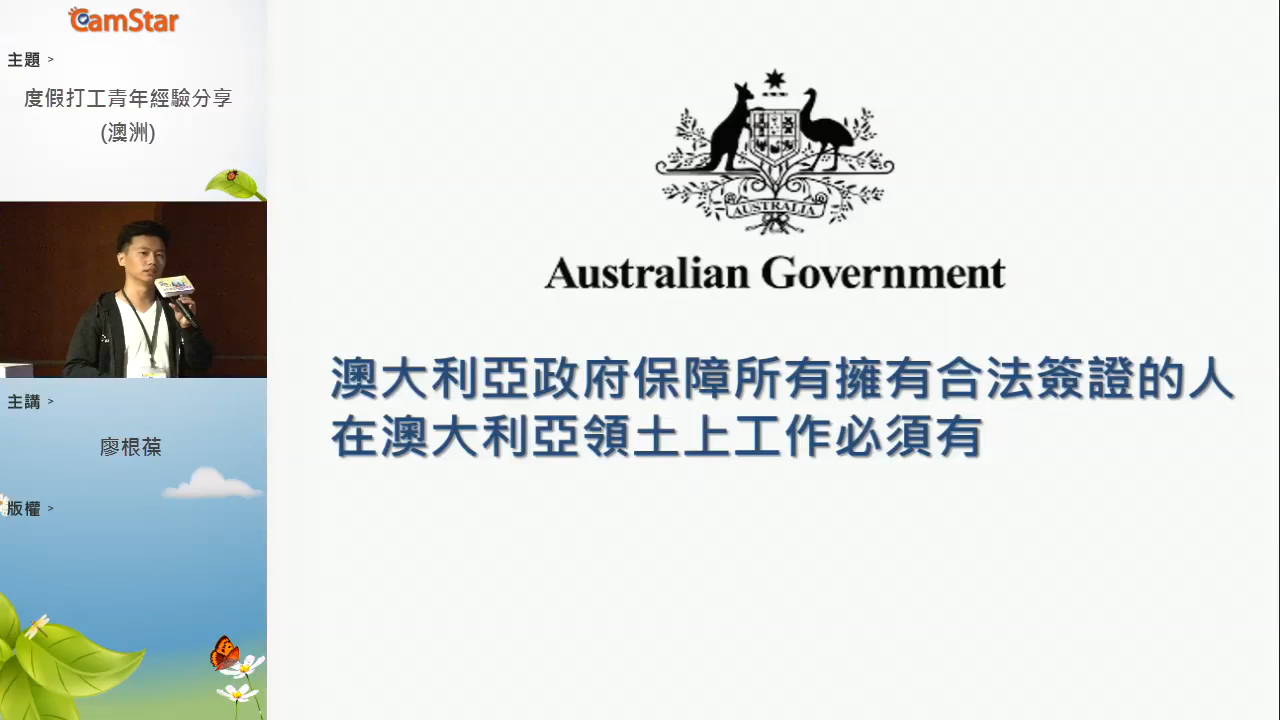 CamStar
主題 >
度假打工青年經驗分享
(澳洲)
主講 >
廖根葆
版權 >
AUSTRALIA
Australian Government
澳大利亞政府保障所有擁有合法簽證的人
在澳大利亞領土上工作必須有